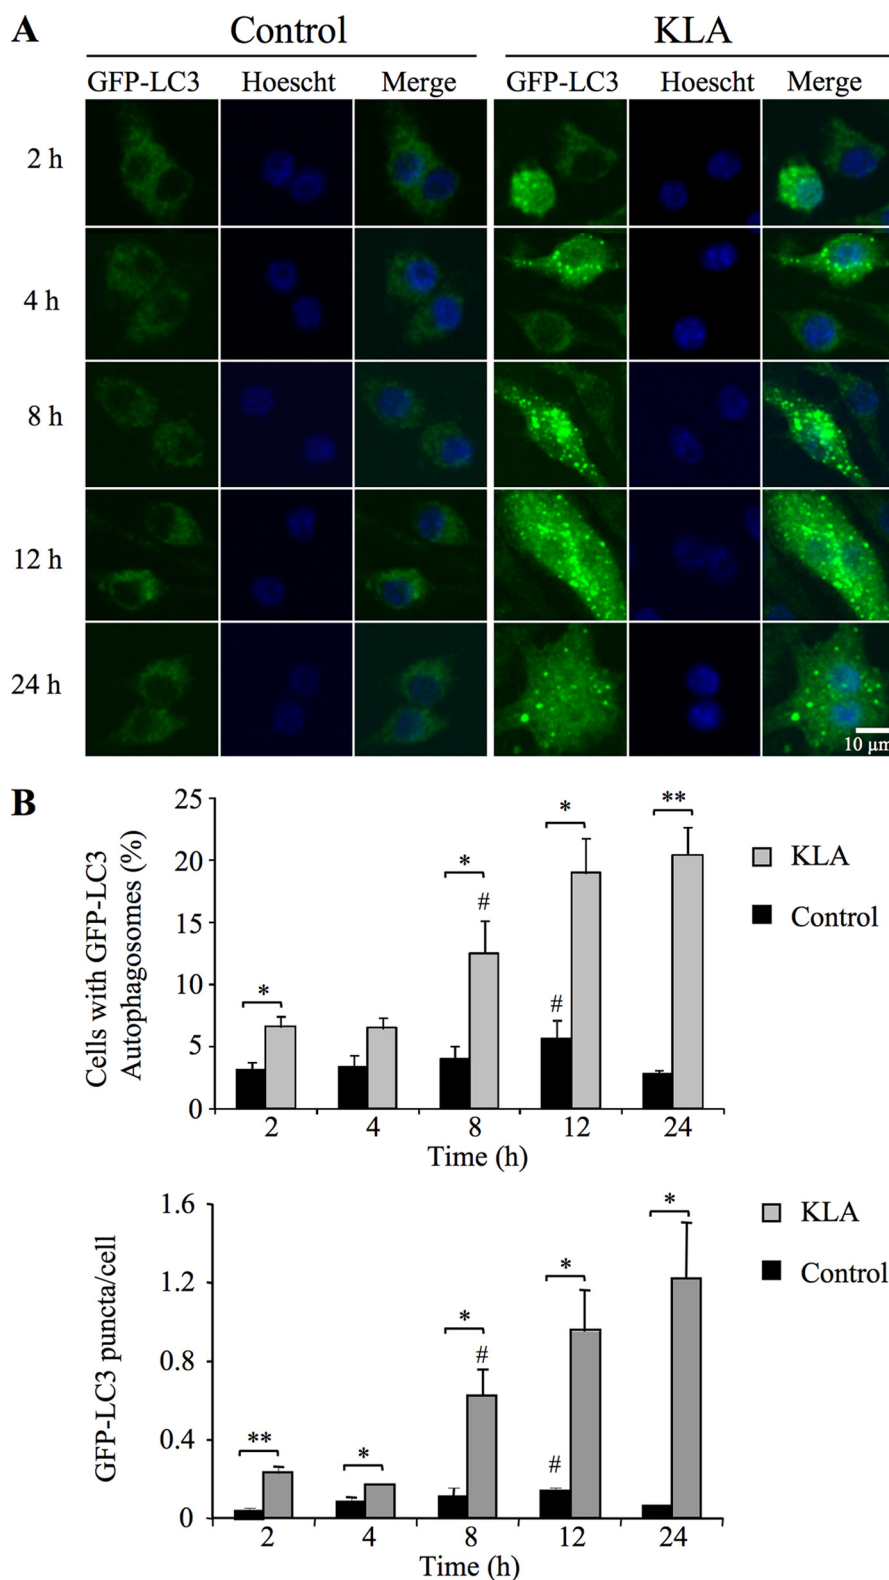 A
Control
KLA
GFP-LC3 Hoescht Merge GFP-LC3 Hoescht Merge
2 h
4 h
8 h
12 h
24 h
10 µm
B
Cells with GFP-LC3
Autophagosomes (%)
25
20
15
10
5
0
*
*
#
*
#
**
KLA
Control
2 4 8 12 24
Time (h)
GFP-LC3 puncta/cell
1.6
1.2
0.8
0.4
0
**
*
*
#
*
#
*
KLA
Control
2 4 8 12 24
Time (h)